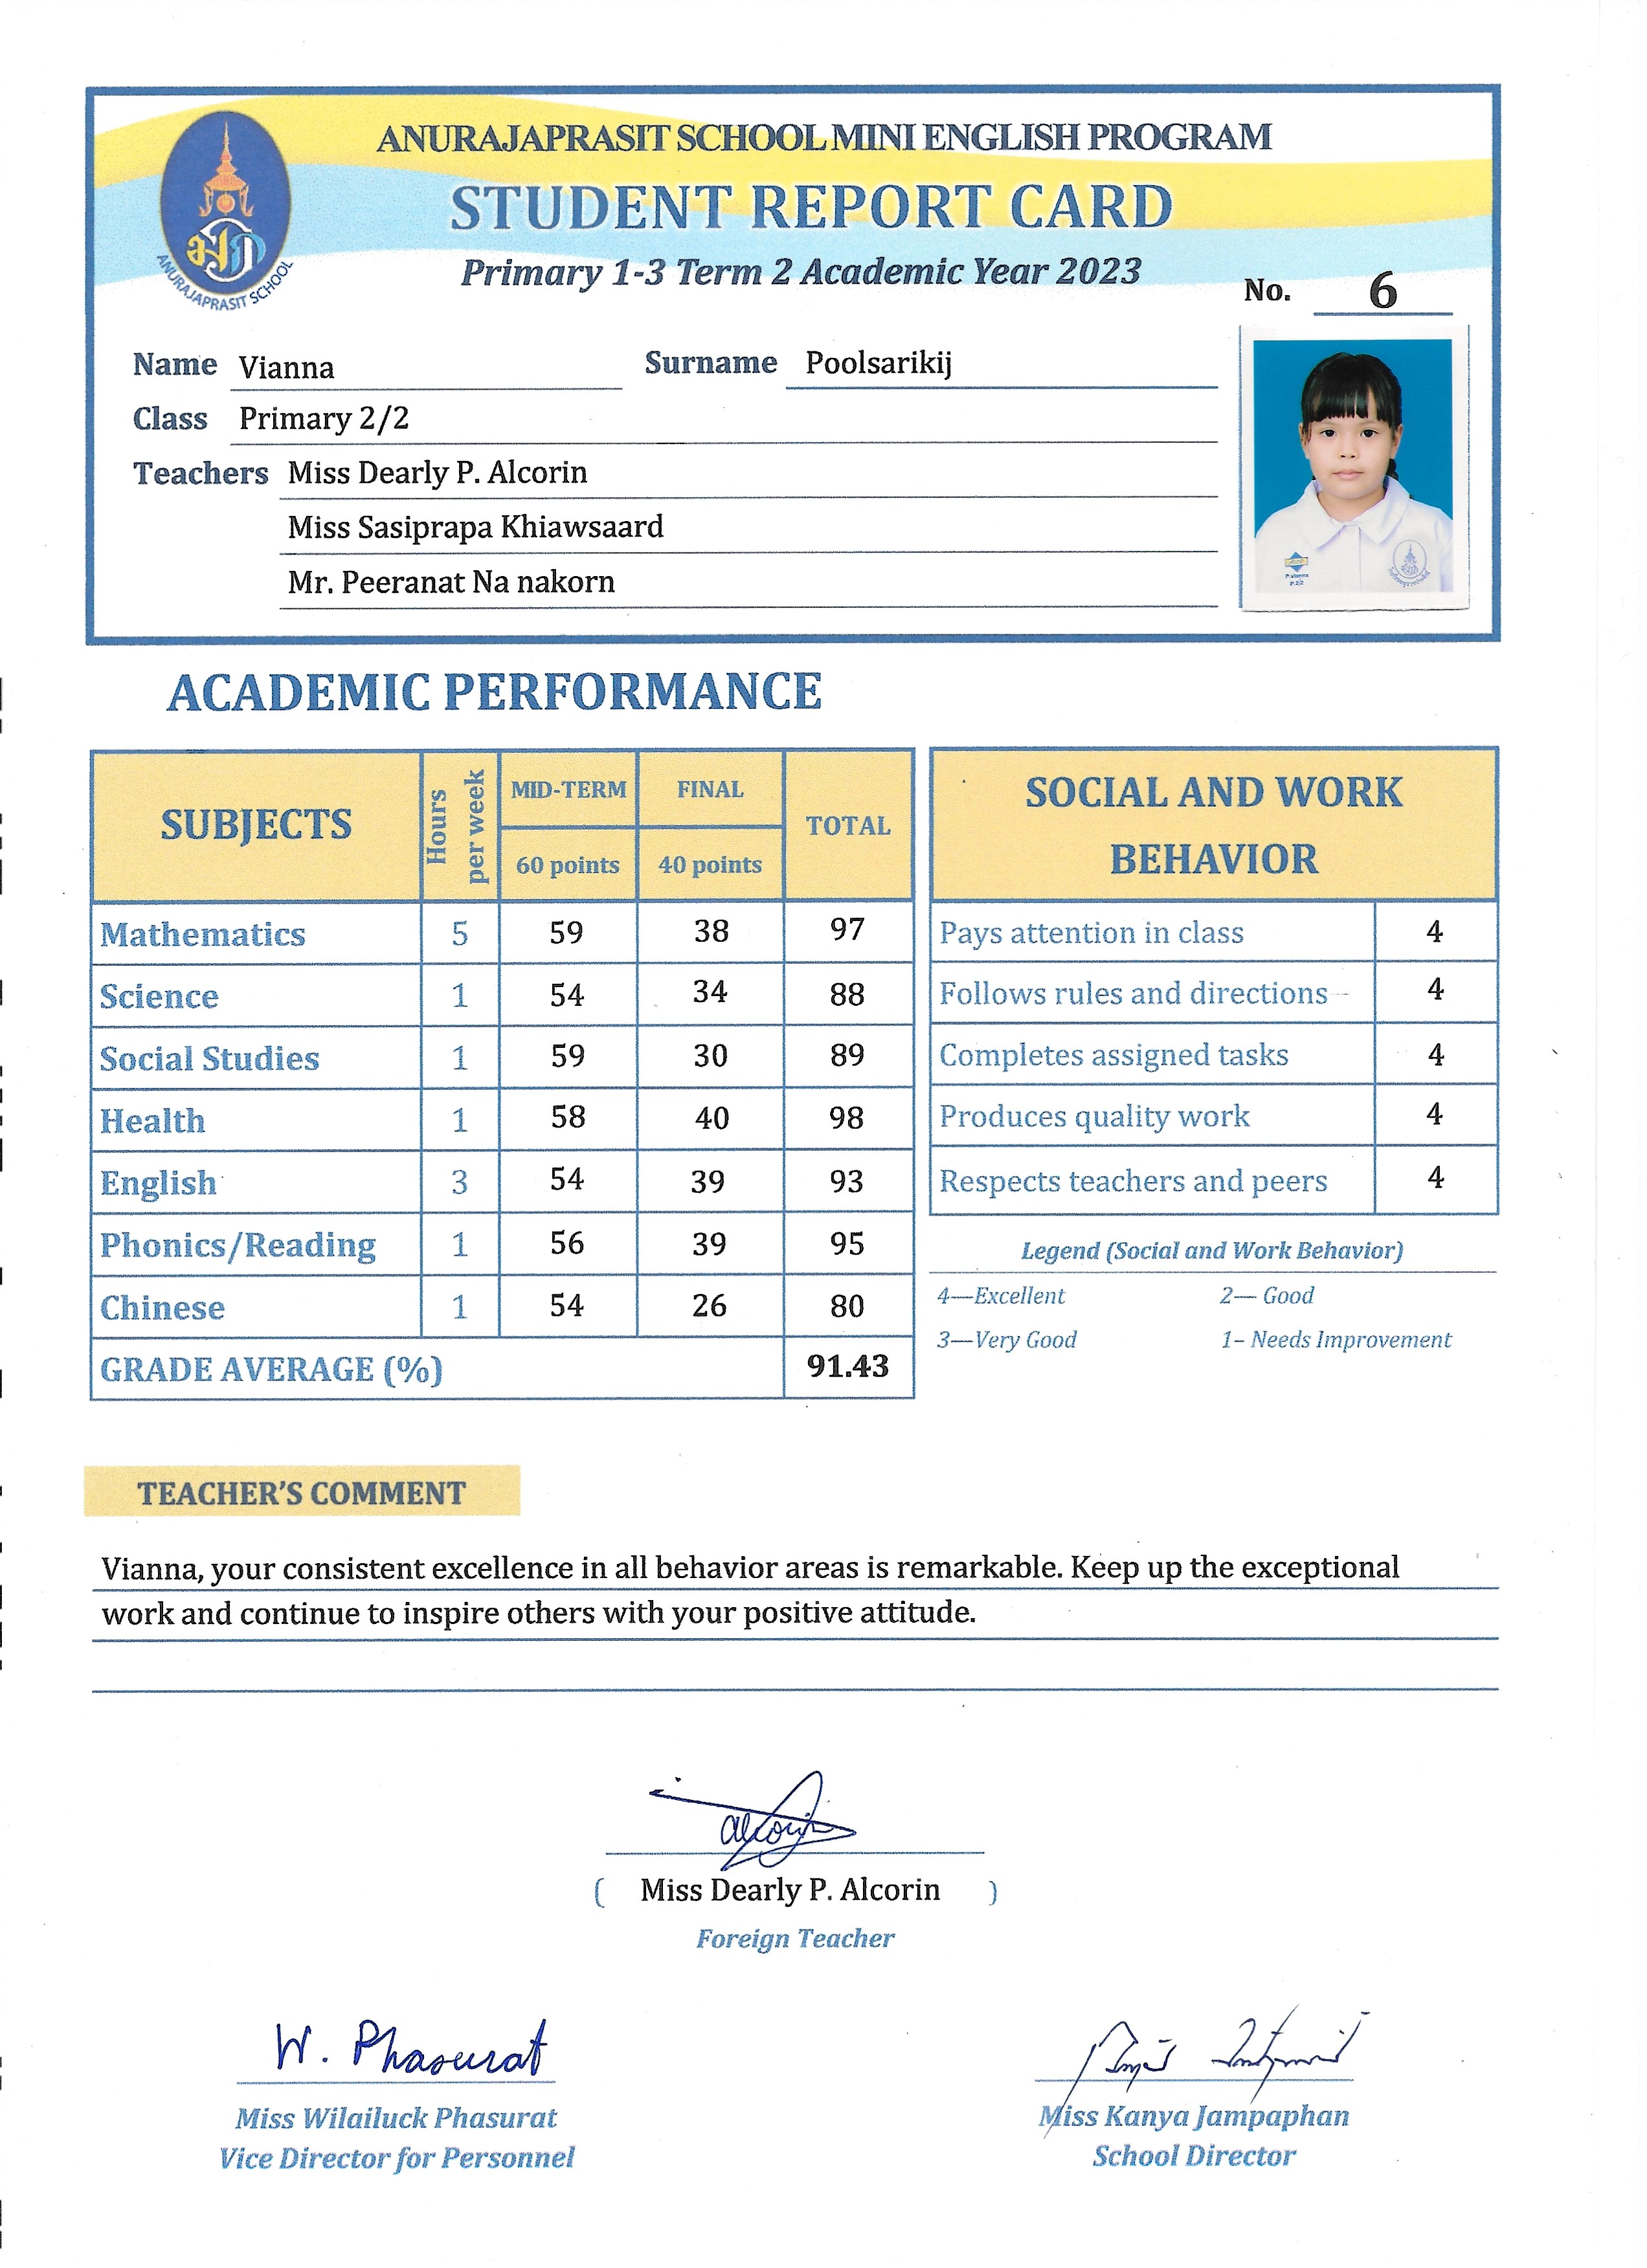 ANURAJAPRASIT SCHOOL MINI ENGLISH PROGRAM
STUDENT REPORT CARD
Primary 1-3 Term 2 Academic Year 2023
ANURAJAPRASIT SCHOOL
No. 6
Name Vianna Surname Poolsarikij
Class Primary 2/2
Teachers Miss Dearly P. Alcorin
Miss Sasiprapa Khiawsaard
Mr. Peeranat Na nakorn
P.2/2
ACADEMIC PERFORMANCE
SUBJECTS Hours per week MID-TERM FINAL TOTAL
60 points 40 points
Mathematics 5 59 38 97
Science 1 54 34 88
Social Studies 1 59 30 89
Health 1 58 40 98
English 3 54 39 93
Phonics/Reading 1 56 39 95
Chinese 1 54 26 80
GRADE AVERAGE (%) 91.43
SOCIAL AND WORK
BEHAVIOR
Pays attention in class 4
Follows rules and directions 4
Completes assigned tasks 4
Produces quality work 4
Respects teachers and peers 4
Legend (Social and Work Behavior)
4—Excellent 2— Good
3—Very Good 1– Needs Improvement
TEACHER'S COMMENT
Vianna, your consistent excellence in all behavior areas is remarkable. Keep up the exceptional
work and continue to inspire others with your positive attitude.
alcorin
( Miss Dearly P. Alcorin )
Foreign Teacher
W. Phasurat
Miss Wilailuck Phasurat
Vice Director for Personnel
Miss Kanya Jampaphan
School Director